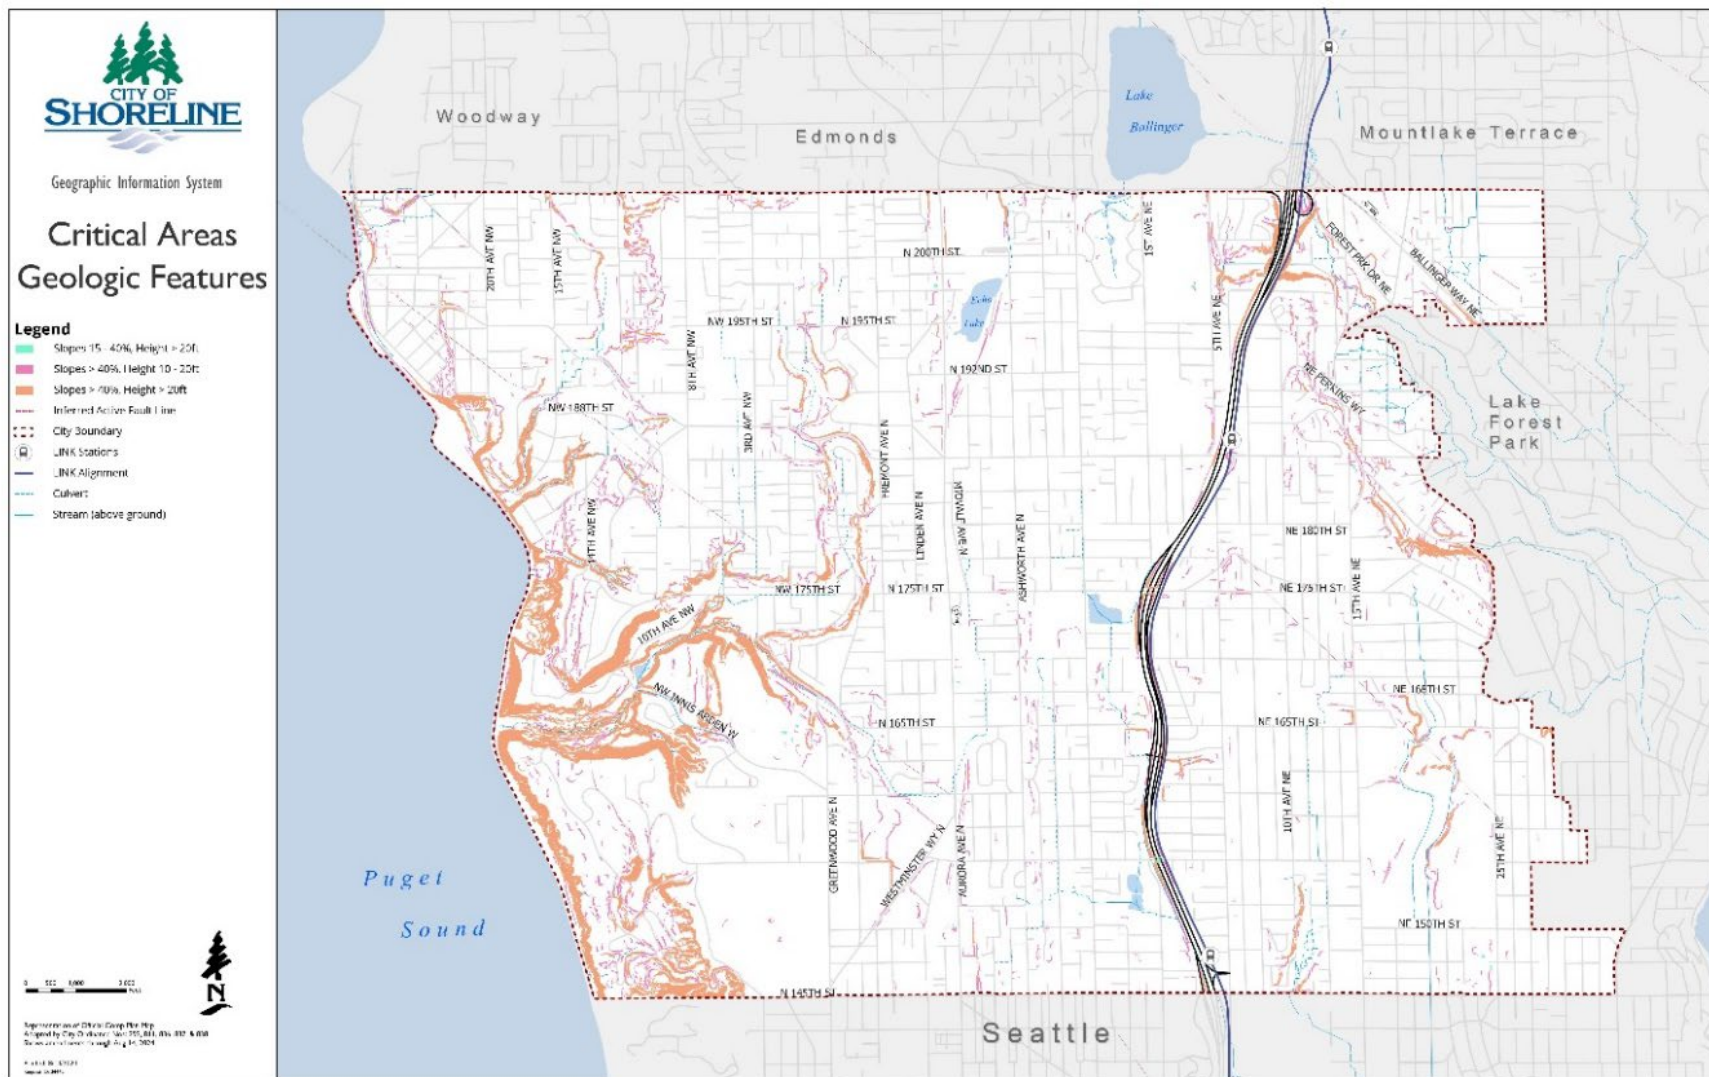 CITY OF
SHORELINE
Geographic Information System
Critical Areas
Geologic Features
Legend
Slopes 15 - 40%, Height > 20ft
Slopes > 40%, Height 10 - 20ft
Slopes > 40%, Height > 20ft
Inferred Active Fault Line
City Boundary
LINK Stations
LINK Alignment
Culvert
Stream (above ground)
N
Woodway
Edmonds
Lake
Ballinger
Mountlake Terrace
20TH AVE NW
15TH AVE NW
N 200TH ST
1ST AVE NE
FOREST PRK DR NE
BALLINGER WAY NE
Echo
Lake
NW 195TH ST
N 195TH ST
5TH AVE NE
8TH AVE NW
N 192ND ST
NE PERKINS WY
Lake
Forest
Park
NW 188TH ST
3RD AVE NW
FREMONT AVE N
LINDEN AVE N
MIDVALE AVE N
ASHWORTH AVE N
NE 180TH ST
NW 175TH ST
N 175TH ST
NE 175TH ST
15TH AVE NE
10TH AVE NW
NW INNIS ARDEN W
NE 168TH ST
N 165TH ST
NE 165TH ST
10TH AVE NE
GREENWOOD AVE N
WESTMINSTER WY N
AURORA AVE N
25TH AVE NE
Puget
Sound
NE 150TH ST
N 145TH ST
Seattle